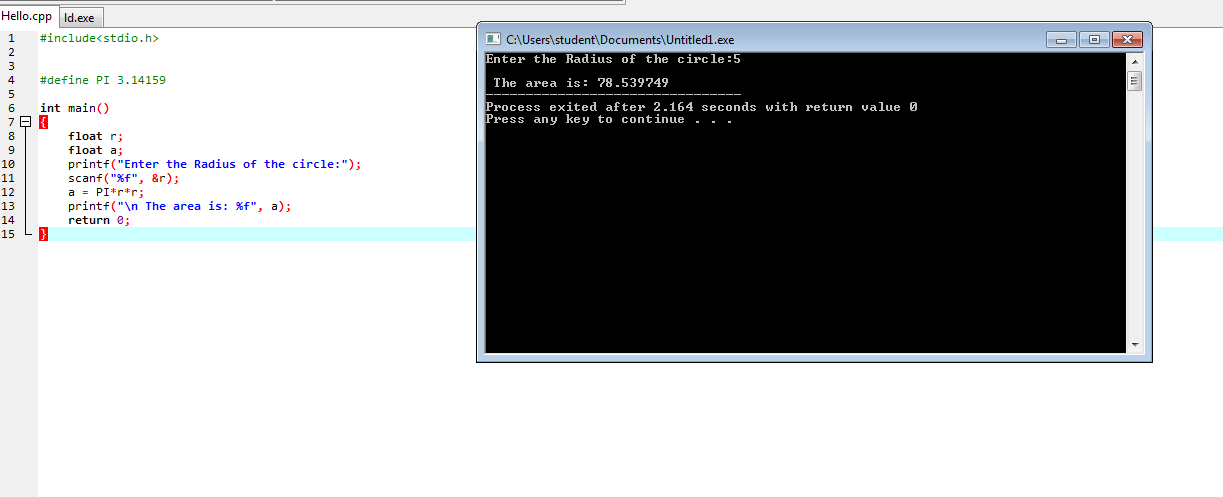 Hello.cpp Id.exe
1 #include<stdio.h>
2
3
4 #define PI 3.14159
5
6 int main()
7 {
8 float r;
9 float a;
10 printf("Enter the Radius of the circle:");
11 scanf("%f", &r);
12 a = PI*r*r;
13 printf("\n The area is: %f", a);
14 return 0;
15 }
C:\Users\student\Documents\Untitled1.exe
Enter the Radius of the circle:5
The area is: 78.539749
--------------------------------
Process exited after 2.164 seconds with return value 0
Press any key to continue . . .